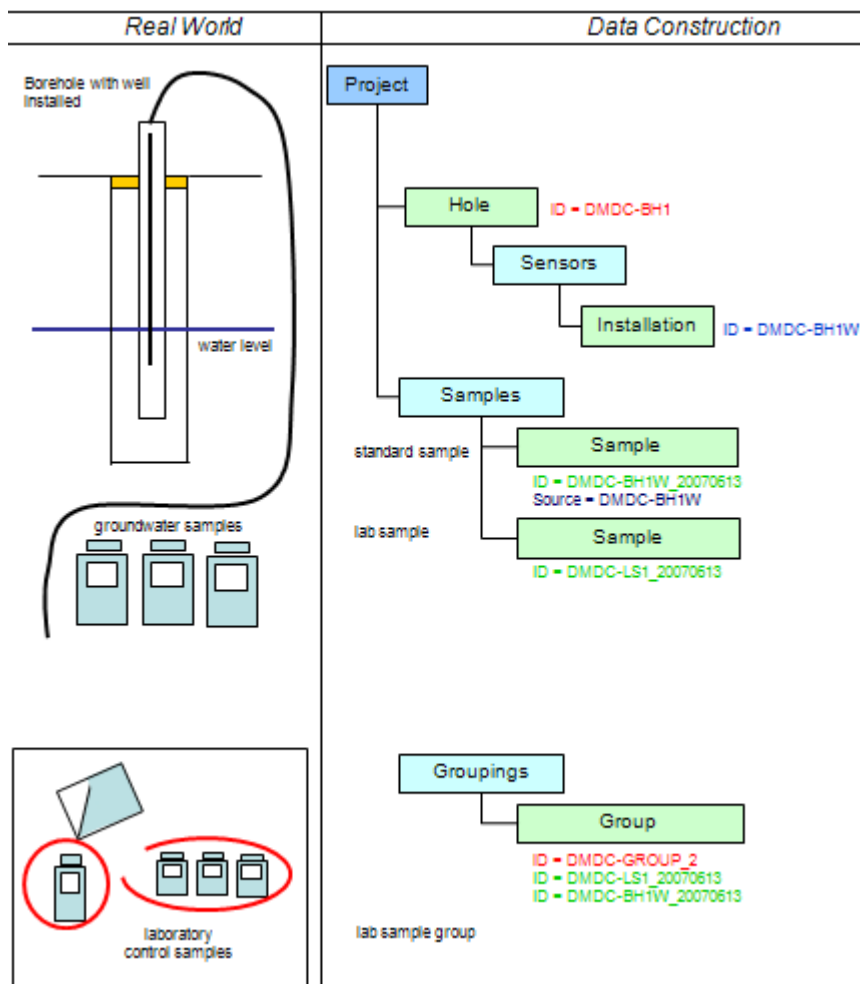 Real World
Data Construction
Borehole with well
Installed
Project
Hole
ID = DMDC-BH1
Sensors
Installation
ID = DMDC-BH1W
water level
Samples
standard sample
Sample
ID = DMDC-BH1W_20070613
Source = DMDC-BH1W
groundwater samples
lab sample
Sample
ID = DMDC-LS1_20070613
Groupings
Group
ID = DMDC-GROUP_2
ID = DMDC-LS1_20070613
ID = DMDC-BH1W_20070613
laboratory
control samples
lab sample group